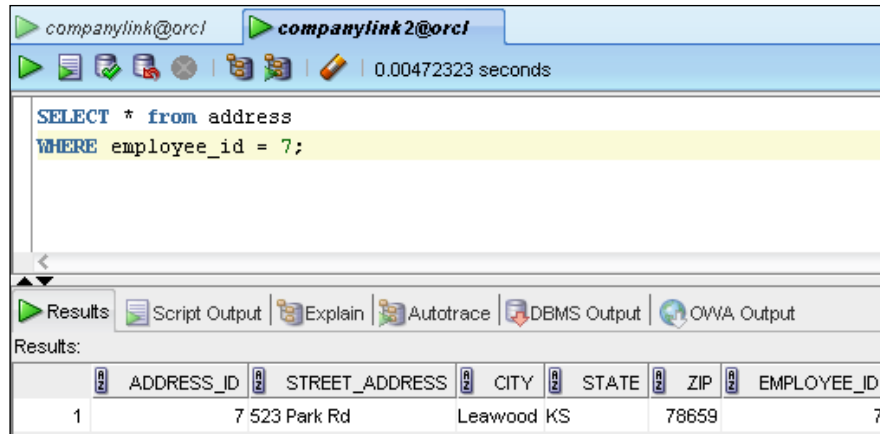 companylink@orcl companylink2@orcl
0.00472323 seconds
SELECT * from address
WHERE employee_id = 7;
Results Script Output Explain Autotrace DBMS Output OWA Output
Results:
ADDRESS_ID STREET_ADDRESS CITY STATE ZIP EMPLOYEE_ID
1 7 523 Park Rd Leawood KS 78659 7